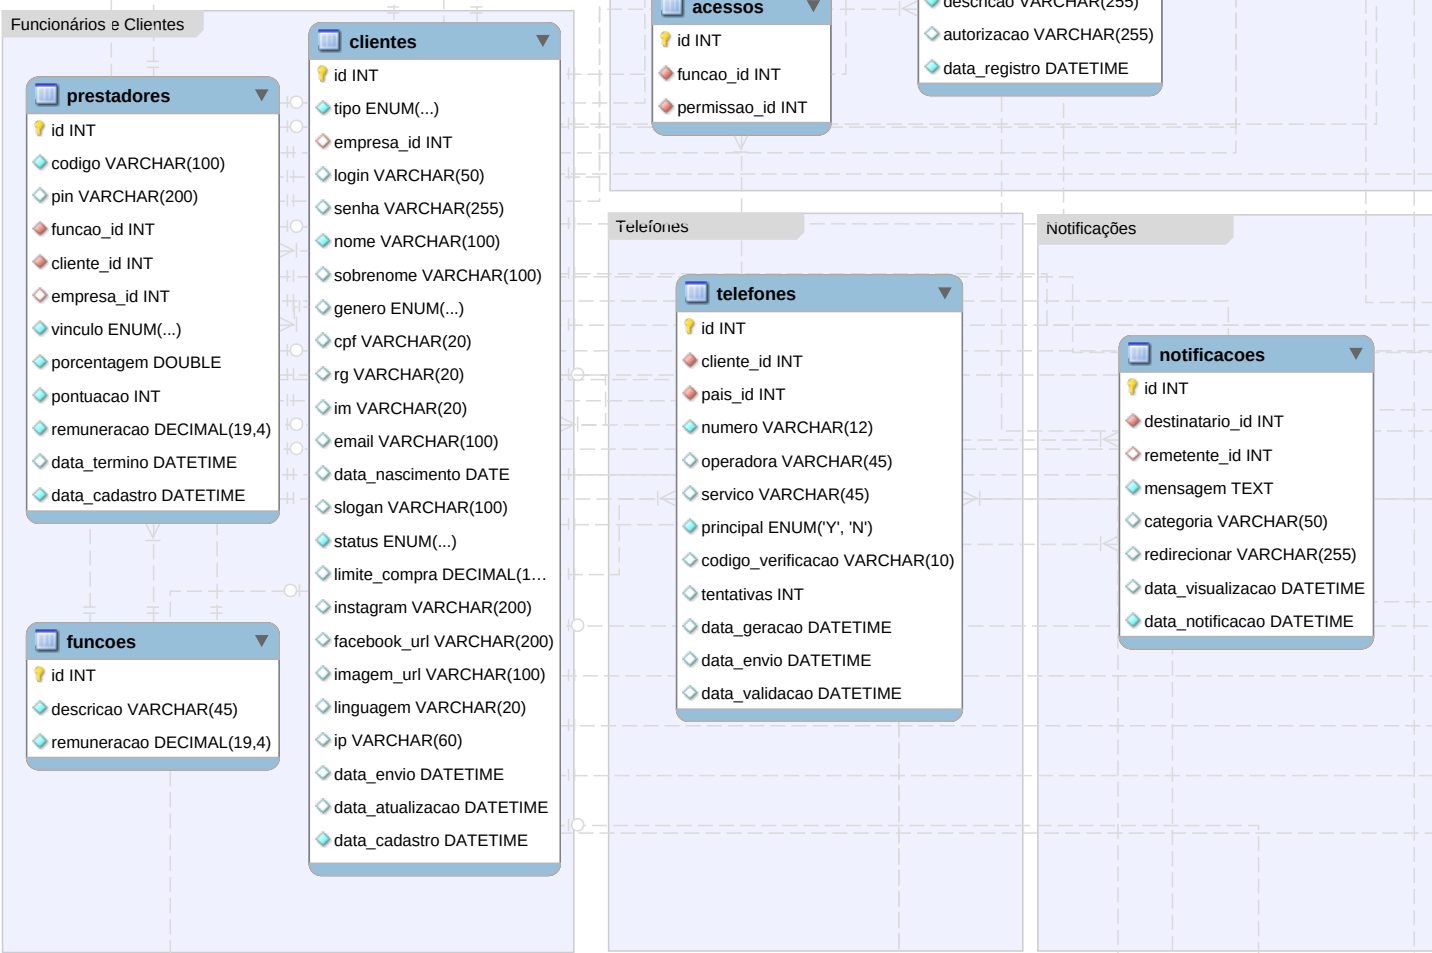 Funcionários e Clientes
prestadores
id INT
codigo VARCHAR(100)
pin VARCHAR(200)
funcao_id INT
cliente_id INT
empresa_id INT
vinculo ENUM(...)
porcentagem DOUBLE
pontuacao INT
remuneracao DECIMAL(19,4)
data_termino DATETIME
data_cadastro DATETIME
funcoes
id INT
descricao VARCHAR(45)
remuneracao DECIMAL(19,4)
clientes
id INT
tipo ENUM(...)
empresa_id INT
login VARCHAR(50)
senha VARCHAR(255)
nome VARCHAR(100)
sobrenome VARCHAR(100)
genero ENUM(...)
cpf VARCHAR(20)
rg VARCHAR(20)
im VARCHAR(20)
email VARCHAR(100)
data_nascimento DATE
slogan VARCHAR(100)
status ENUM(...)
limite_compra DECIMAL(1...
instagram VARCHAR(200)
facebook_url VARCHAR(200)
imagem_url VARCHAR(100)
linguagem VARCHAR(20)
ip VARCHAR(60)
data_envio DATETIME
data_atualizacao DATETIME
data_cadastro DATETIME
acessos
id INT
funcao_id INT
permissao_id INT
descricao VARCHAR(255)
autorizacao VARCHAR(255)
data_registro DATETIME
Telefones
telefones
id INT
cliente_id INT
pais_id INT
numero VARCHAR(12)
operadora VARCHAR(45)
servico VARCHAR(45)
principal ENUM('Y', 'N')
codigo_verificacao VARCHAR(10)
tentativas INT
data_geracao DATETIME
data_envio DATETIME
data_validacao DATETIME
Notificações
notificacoes
id INT
destinatario_id INT
remetente_id INT
mensagem TEXT
categoria VARCHAR(50)
redirecionar VARCHAR(255)
data_visualizacao DATETIME
data_notificacao DATETIME